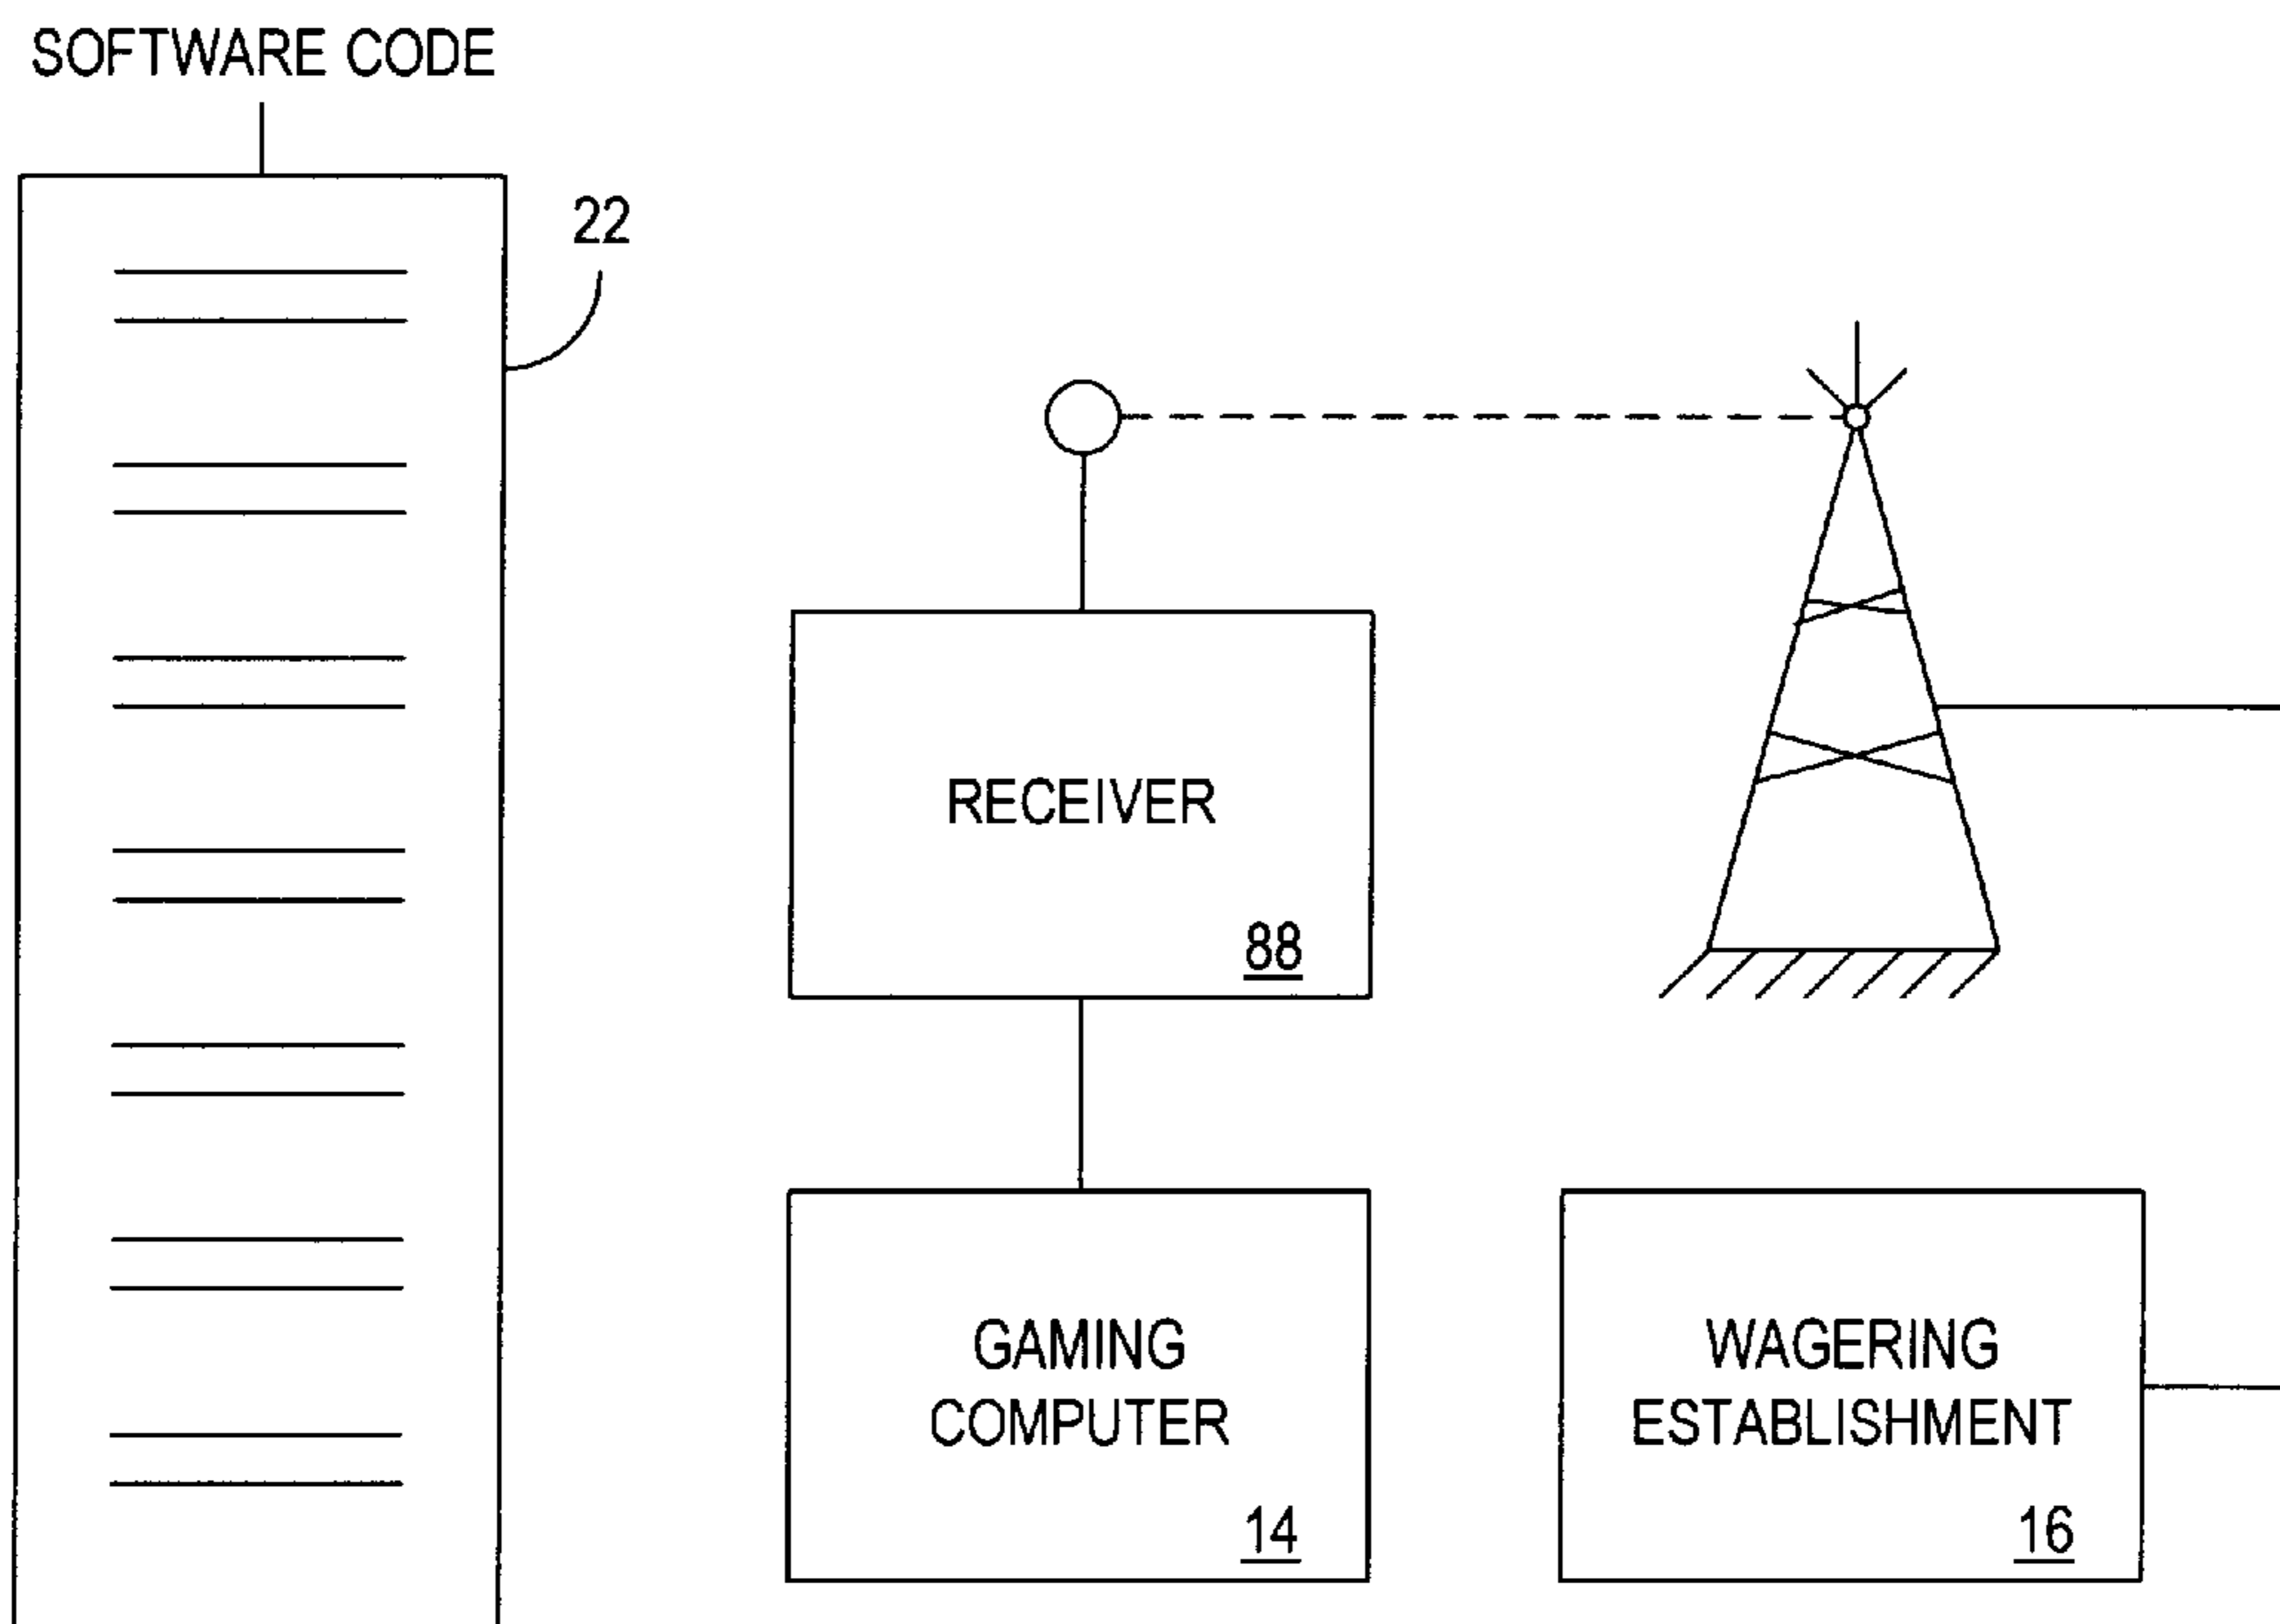 SOFTWARE CODE
22
RECEIVER
88
GAMING
COMPUTER
14
WAGERING
ESTABLISHMENT
16